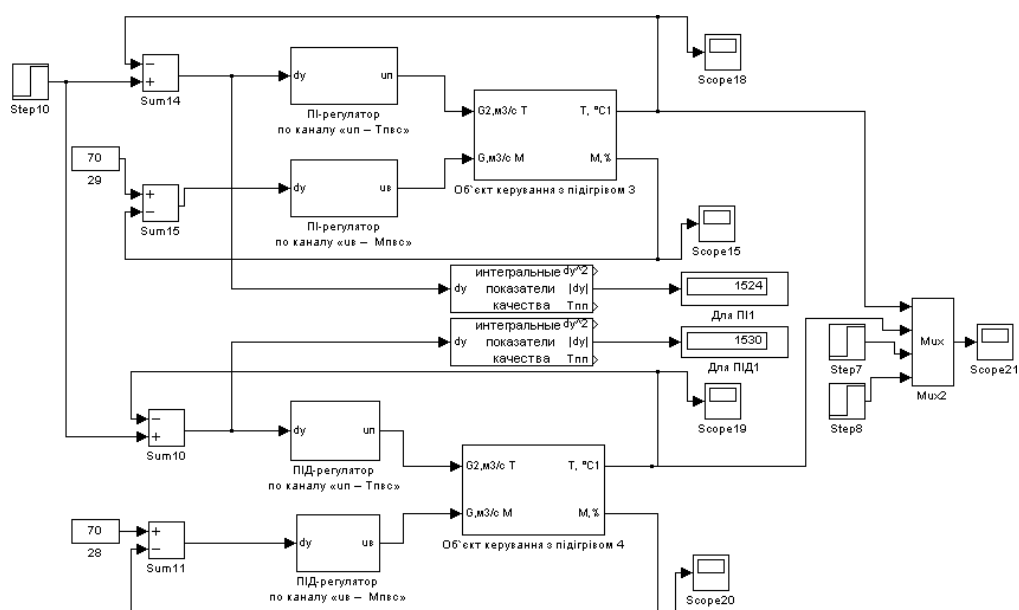 Scope18
Step10
Sum14
dy
uп
ПІ-регулятор
по каналу «uп – Tпвс»
G2,м3/с T
T, °C1
G,м3/с M
M,%
Об`єкт керування з підігрівом 3
70
29
Sum15
dy
uв
ПІ-регулятор
по каналу «uв – Mпвс»
Scope15
dy
интегральные
показатели
качества
dy^2
|dy|
Tпп
1524
Для ПІ1
dy
интегральные
показатели
качества
dy^2
|dy|
Tпп
1530
Для ПІД1
Step7
Step8
Mux
Mux2
Scope21
Scope19
Sum10
dy
uп
ПІД-регулятор
по каналу «uп – Tпвс»
G2,м3/с T
T, °C1
G,м3/с M
M,%
Об`єкт керування з підігрівом 4
70
28
Sum11
dy
uв
ПІД-регулятор
по каналу «uв – Mпвс»
Scope20